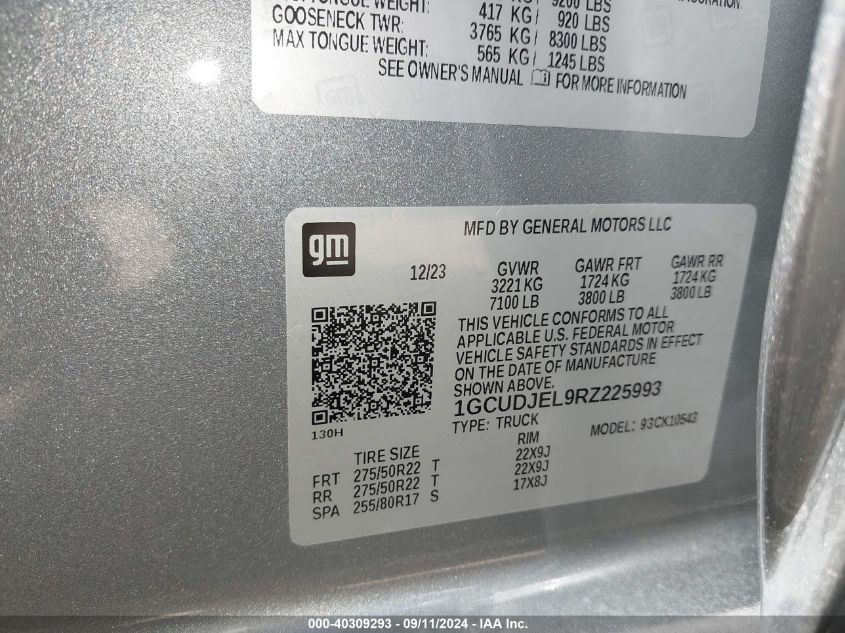 TONGUE WEIGHT: 417 KG/ 920 LBS
GOOSENECK TWR: 3765 KG/ 8300 LBS
MAX TONGUE WEIGHT: 565 KG/ 1245 LBS
SEE OWNER'S MANUAL FOR MORE INFORMATION
gm
MFD BY GENERAL MOTORS LLC
12/23 GVWR GAWR FRT GAWR RR
3221 KG 1724 KG 1724 KG
7100 LB 3800 LB 3800 LB
THIS VEHICLE CONFORMS TO ALL
APPLICABLE U.S. FEDERAL MOTOR
VEHICLE SAFETY STANDARDS IN EFFECT
ON THE DATE OF MANUFACTURE
SHOWN ABOVE.
1GCUDJEL9RZ225993
TYPE: TRUCK MODEL: 93CK10543
130H
TIRE SIZE RIM
FRT 275/50R22 T 22X9J
RR 275/50R22 T 22X9J
SPA 255/80R17 S 17X8J
000-40309293 - 09/11/2024 - IAA Inc.